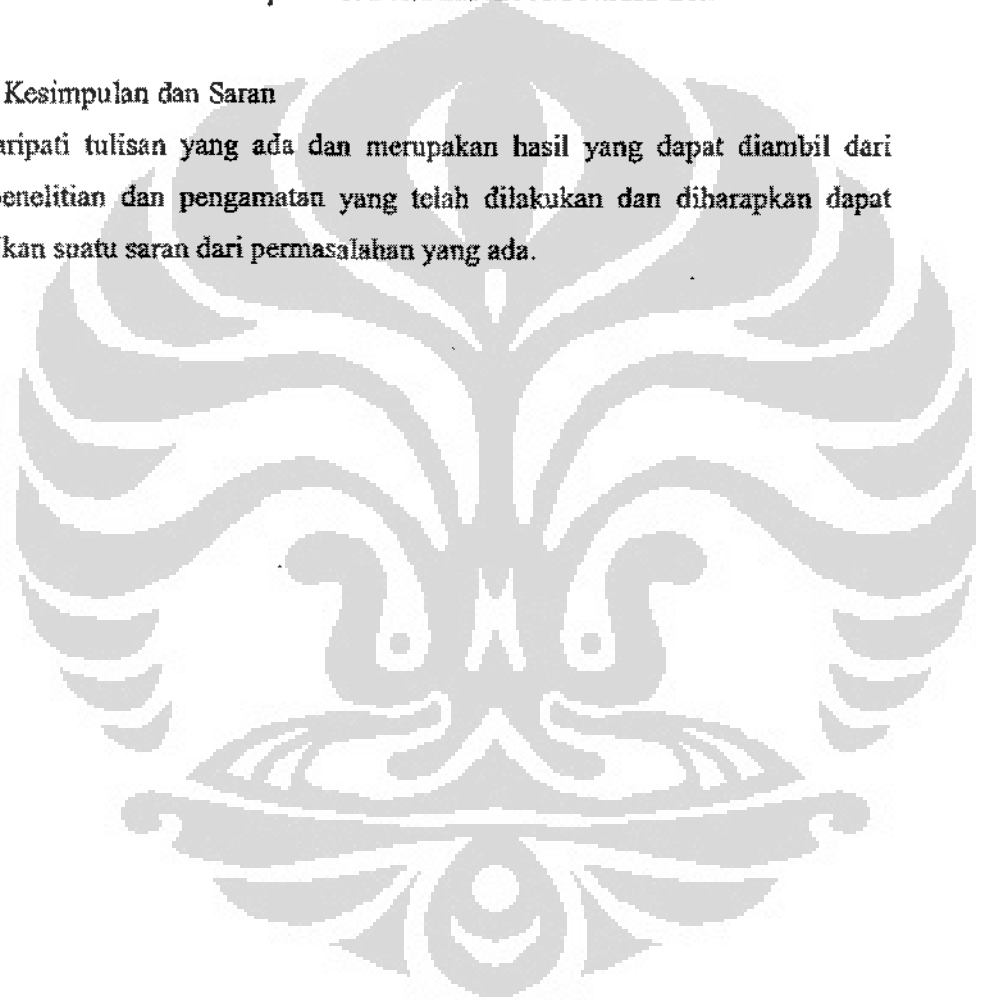 Kesimpulan dan Saran
aripati tulisan yang ada dan merupakan hasil yang dapat diambil dari
penelitian dan pengamatan yang telah dilakukan dan diharapkan dapat
kan suatu saran dari permasalahan yang ada.